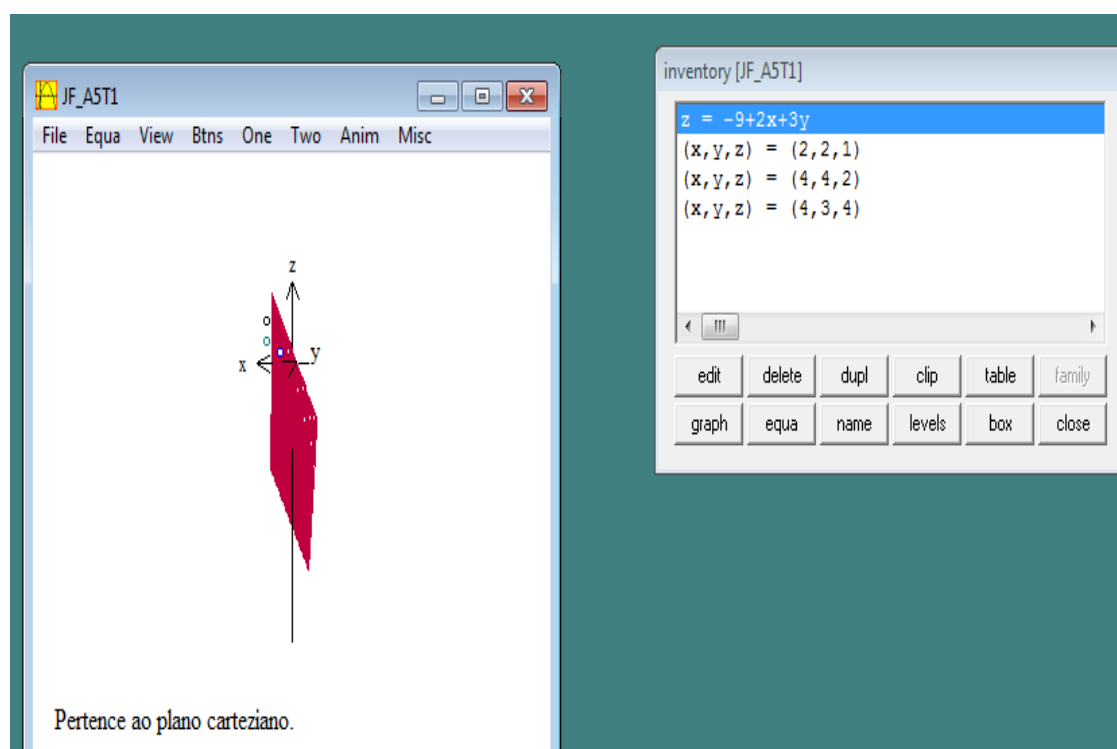 JF_A5T1
File Equa View Btns One Two Anim Misc
z
x
y
Pertence ao plano carteziano.
inventory [JF_A5T1]
z = -9+2x+3y
(x,y,z) = (2,2,1)
(x,y,z) = (4,4,2)
(x,y,z) = (4,3,4)
edit delete dupl clip table family
graph equa name levels box close